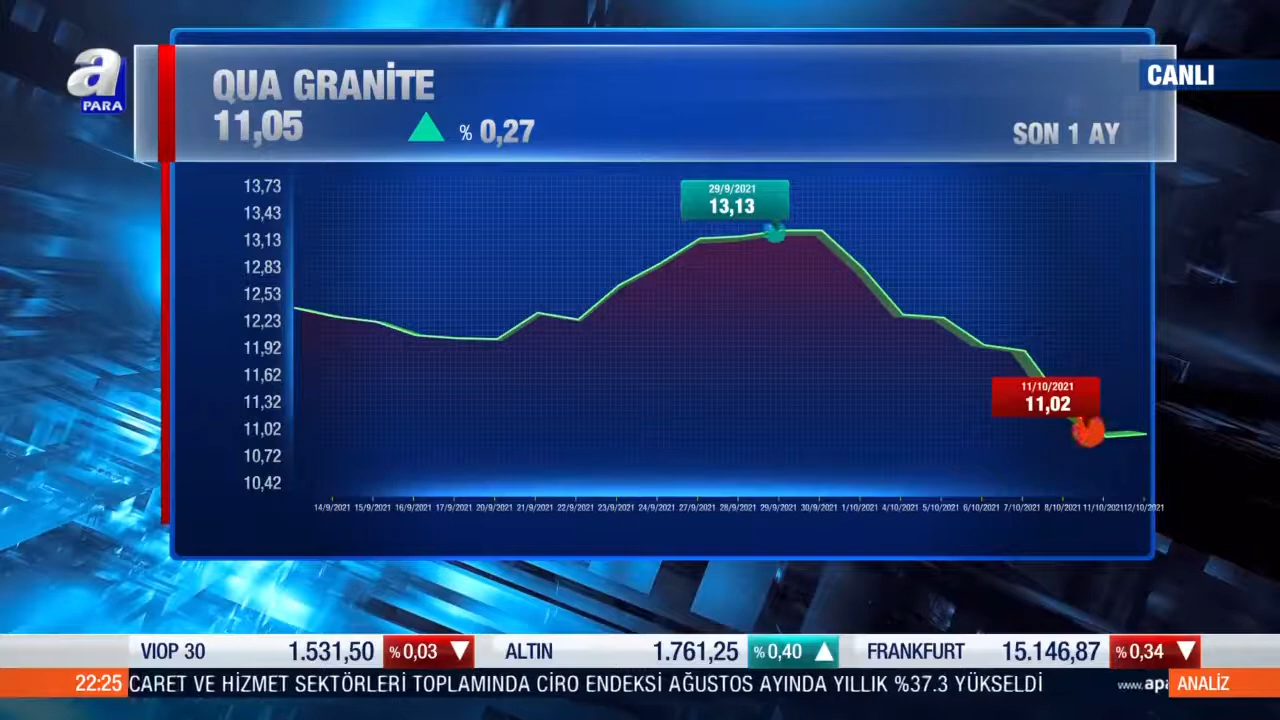 a
PARA
QUA GRANİTE
11,05
% 0,27
SON 1 AY
CANLI
13,73
13,43
13,13
12,83
12,53
12,23
11,92
11,62
11,32
11,02
10,72
10,42
29/9/2021
13,13
11/10/2021
11,02
14/9/2021 15/9/2021 16/9/2021 17/9/2021 20/9/2021 21/9/2021 22/9/2021 23/9/2021 24/9/2021 27/9/2021 28/9/2021 29/9/2021 30/9/2021 1/10/2021 4/10/2021 5/10/2021 6/10/2021 7/10/2021 8/10/2021 11/10/2021 12/10/2021
VIOP 30 1.531,50 % 0,03 ALTIN 1.761,25 % 0,40 FRANKFURT 15.146,87 % 0,34
22:25 CARET VE HİZMET SEKTÖRLERİ TOPLAMINDA CİRO ENDEKSİ AĞUSTOS AYINDA YILLIK %37.3 YÜKSELDİ www.apa ANALİZ